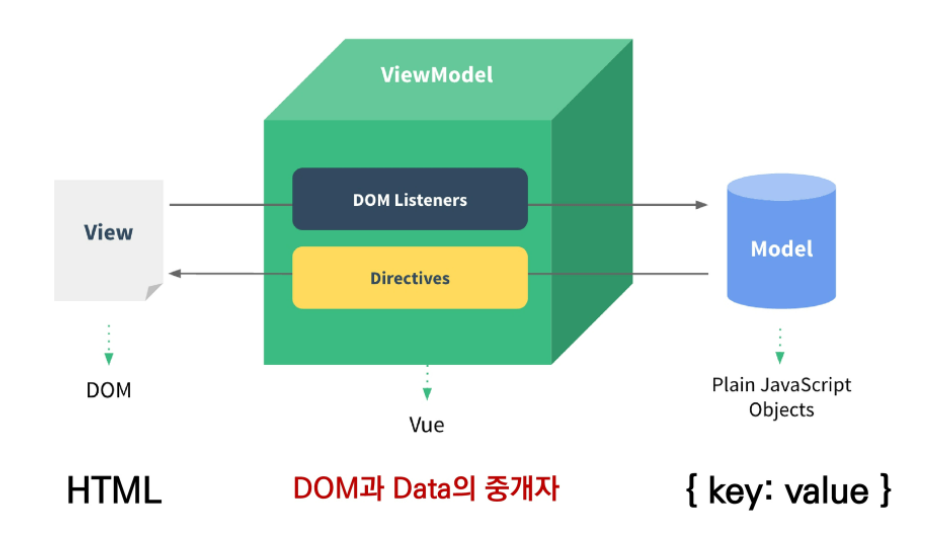 ViewModel
DOM Listeners
View
Directives
Model
DOM
Vue
Plain JavaScript
Objects
HTML
DOM과 Data의 중개자
{ key: value }